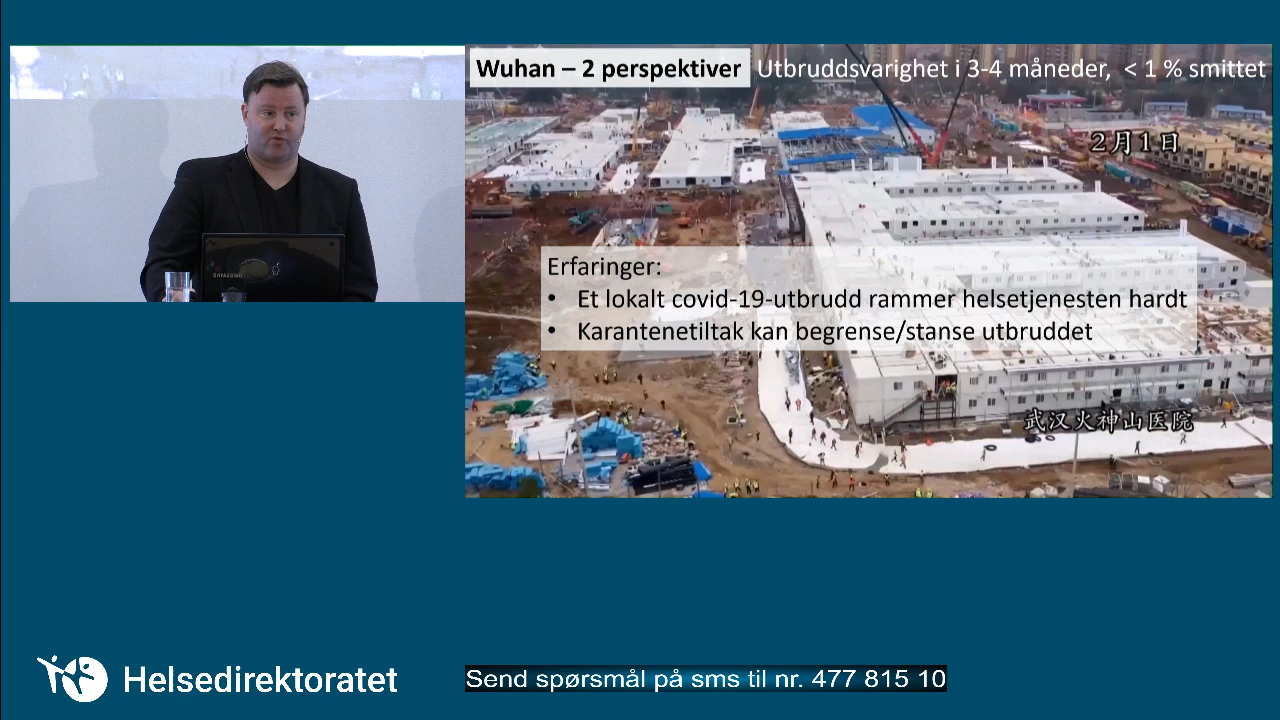 Wuhan – 2 perspektiver
Utbruddsvarighet i 3-4 måneder, < 1 % smittet
2月1日
Erfaringer:
• Et lokalt covid-19-utbrudd rammer helsetjenesten hardt
• Karantenetiltak kan begrense/stanse utbruddet
武汉火神山医院
SAMSUNG
Helsedirektoratet
Send spørsmål på sms til nr. 477 815 10